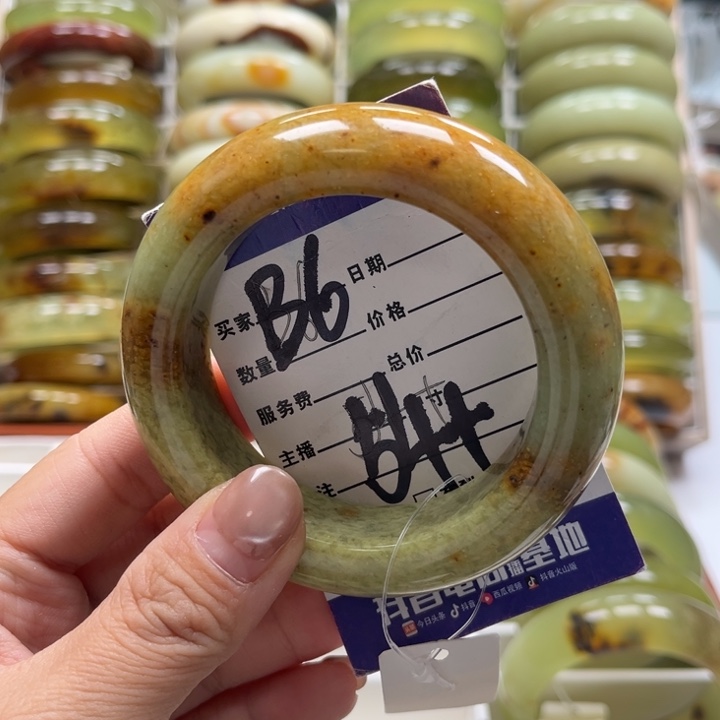 买家 B6 日期
数量 价格
服务费 总价
主播 寸
注
抖音电商直播基地
今日头条 抖音 西瓜视频 抖音火山版